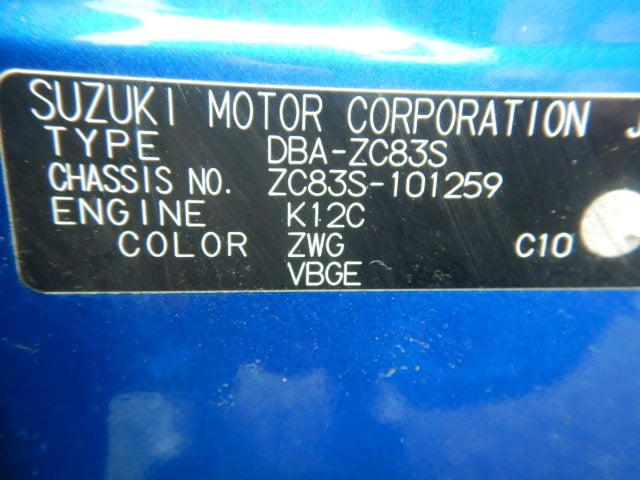 SUZUKI MOTOR CORPORATION J
TYPE DBA-ZC83S
CHASSIS NO. ZC83S-101259
ENGINE K12C
COLOR ZWG C10
VBGE